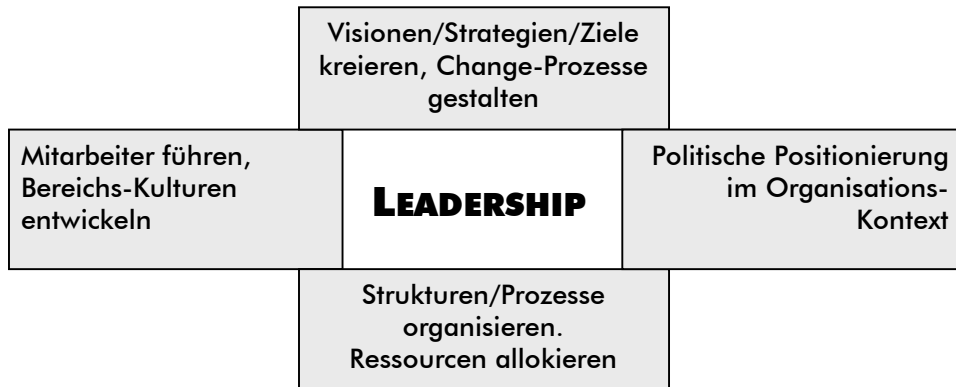 Visionen/Strategien/Ziele
kreieren, Change-Prozesse
gestalten
Mitarbeiter führen,
Bereichs-Kulturen
entwickeln
LEADERSHIP
Politische Positionierung
im Organisations-
Kontext
Strukturen/Prozesse
organisieren.
Ressourcen allokieren